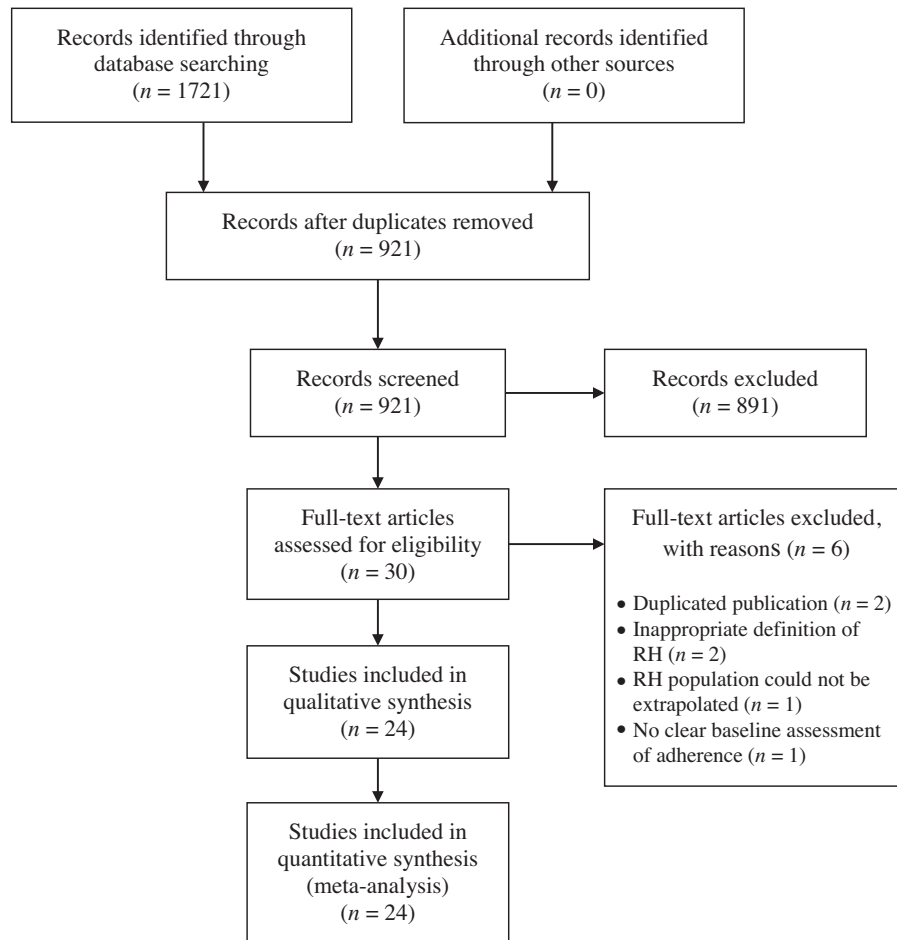 Records identified through
database searching
(n = 1721)
Additional records identified
through other sources
(n = 0)
Records after duplicates removed
(n = 921)
Records screened
(n = 921)
Records excluded
(n = 891)
Full-text articles
assessed for eligibility
(n = 30)
Full-text articles excluded,
with reasons (n = 6)
• Duplicated publication (n = 2)
• Inappropriate definition of
RH (n = 2)
• RH population could not be
extrapolated (n = 1)
• No clear baseline assessment
of adherence (n = 1)
Studies included in
qualitative synthesis
(n = 24)
Studies included in
quantitative synthesis
(meta-analysis)
(n = 24)